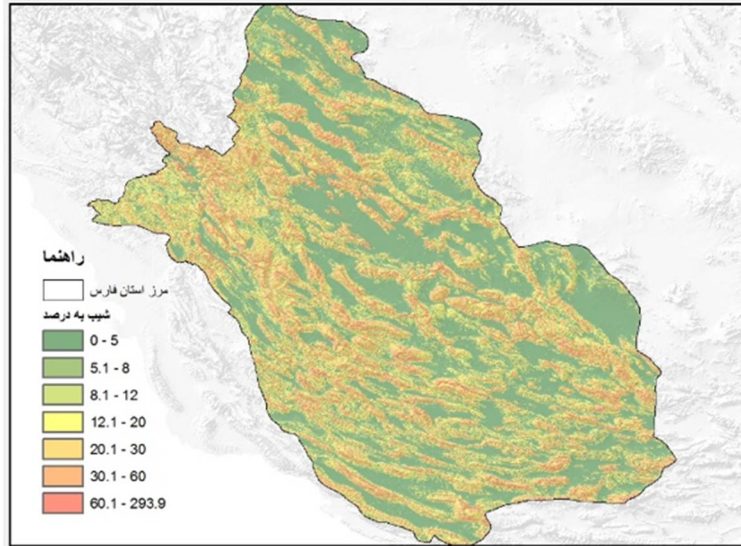 راهنما
مرز استان فارس
شیب به درصد
0 - 5
5.1 - 8
8.1 - 12
12.1 - 20
20.1 - 30
30.1 - 60
60.1 - 293.9